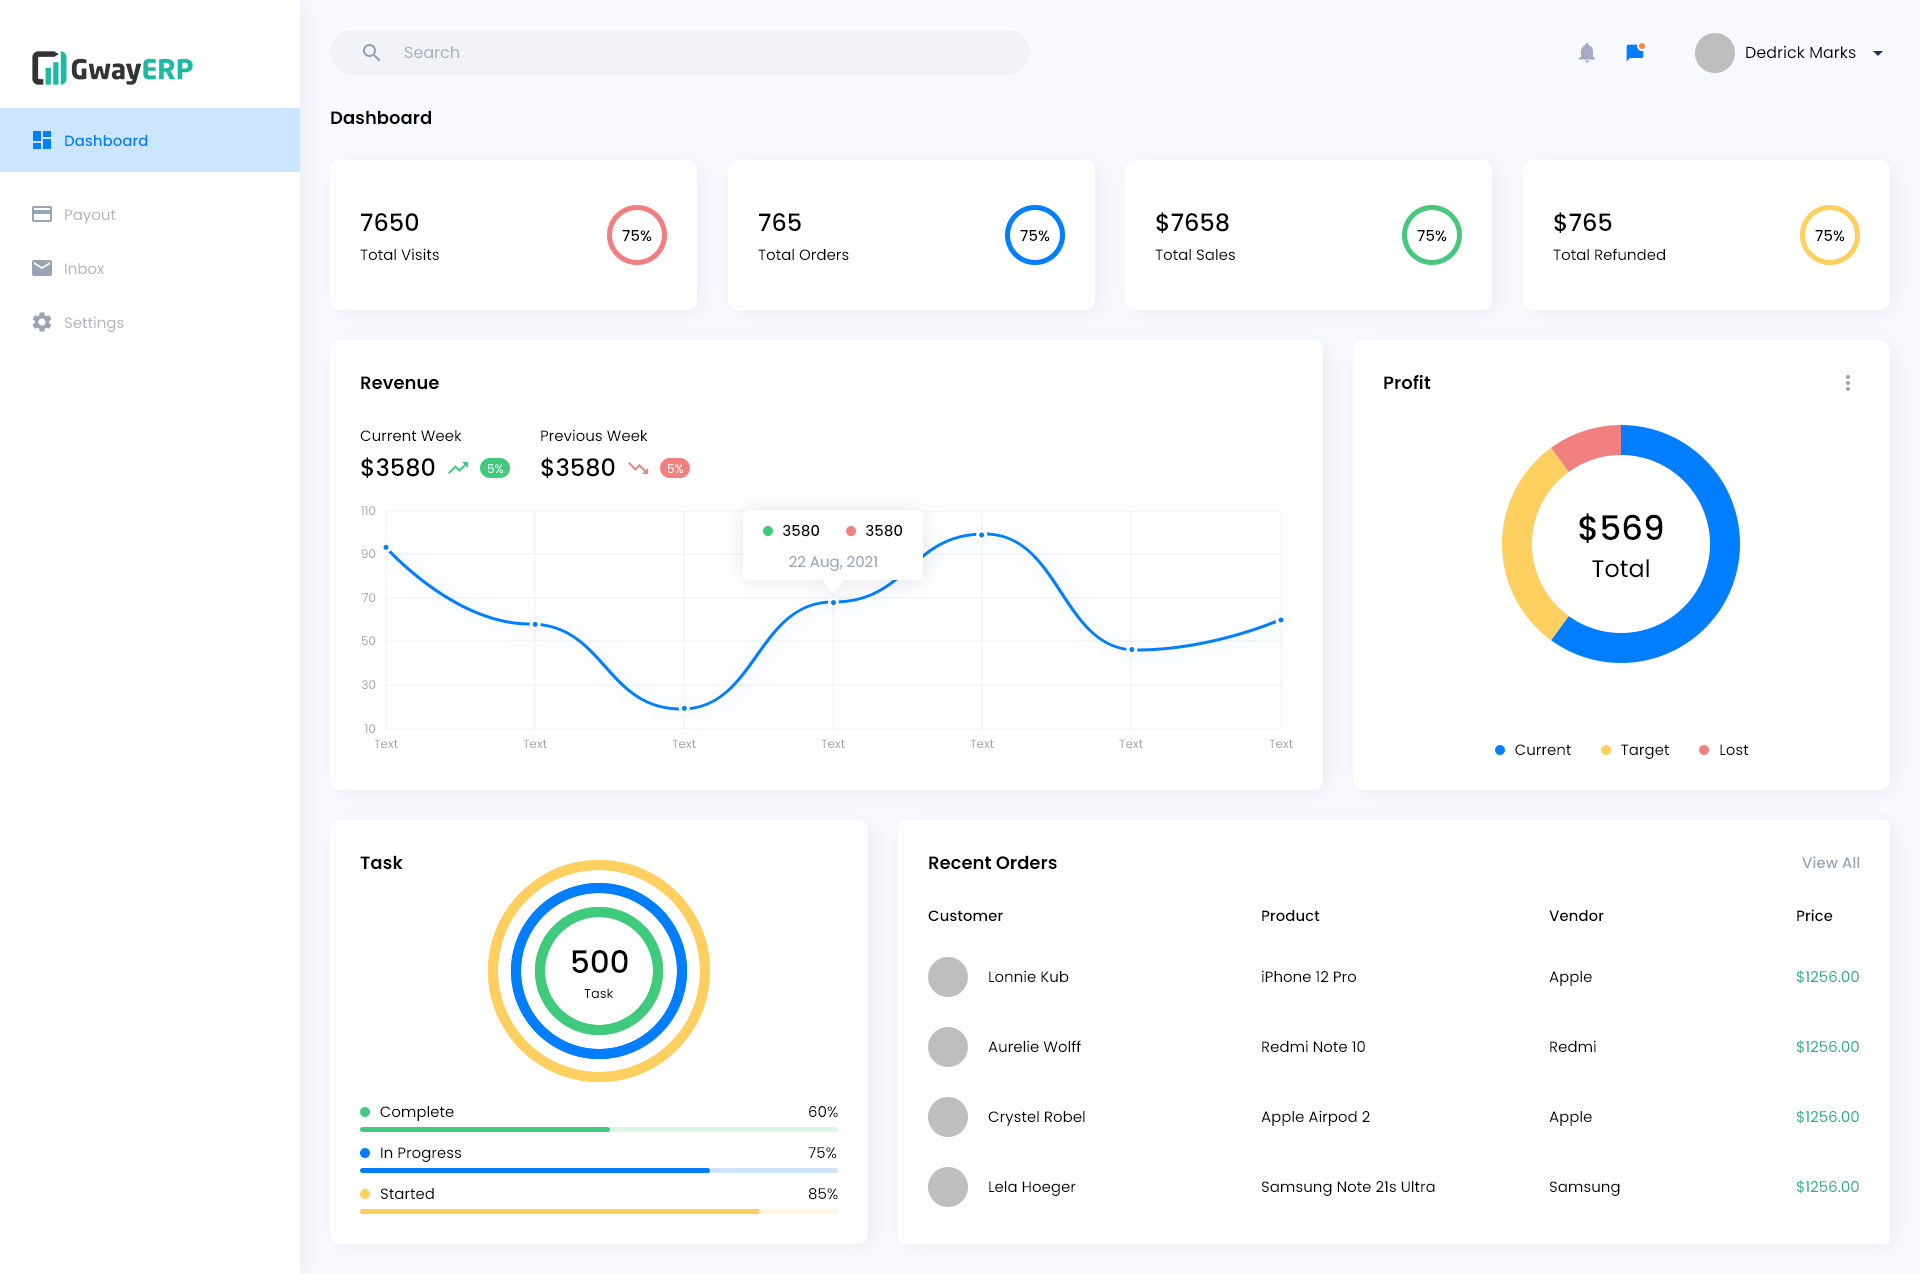 GwayERP
Dashboard
Payout
Inbox
Settings
Search
Dedrick Marks
Dashboard
7650
Total Visits
75%
765
Total Orders
75%
$7658
Total Sales
75%
$765
Total Refunded
75%
Revenue
Current Week
$3580 5%
Previous Week
$3580 5%
110
90
70
50
30
10
3580 3580
22 Aug, 2021
Text Text Text Text Text Text Text
Profit
$569
Total
Current Target Lost
Task
500
Task
Complete 60%
In Progress 75%
Started 85%
Recent Orders View All
Customer Product Vendor Price
Lonnie Kub iPhone 12 Pro Apple $1256.00
Aurelie Wolff Redmi Note 10 Redmi $1256.00
Crystel Robel Apple Airpod 2 Apple $1256.00
Lela Hoeger Samsung Note 21s Ultra Samsung $1256.00